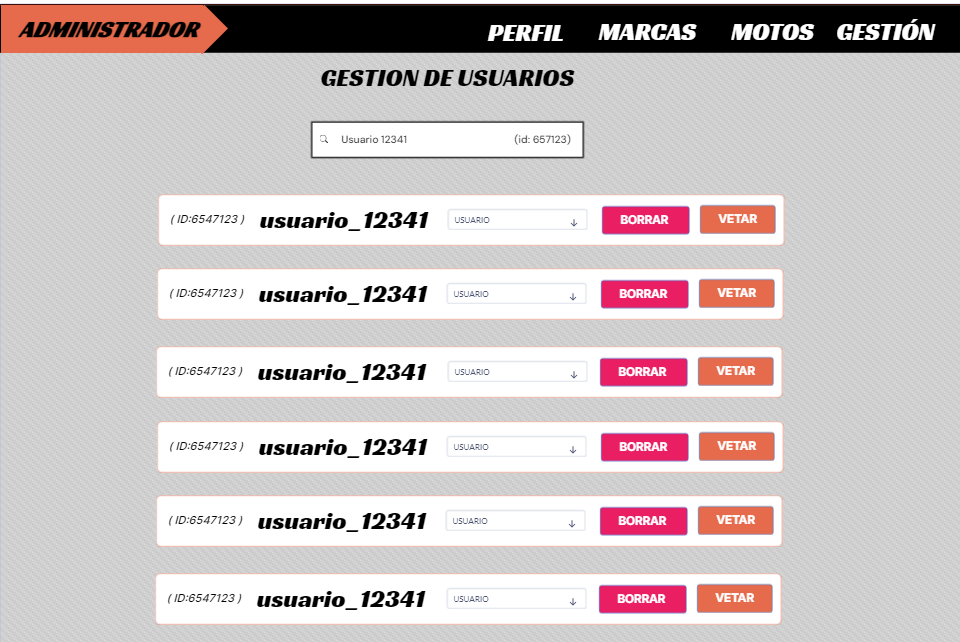 ADMINISTRADOR PERFIL MARCAS MOTOS GESTIÓN
GESTION DE USUARIOS
Usuario 12341 (id: 657123)
( ID:6547123 ) usuario_12341 USUARIO BORRAR VETAR
( ID:6547123 ) usuario_12341 USUARIO BORRAR VETAR
( ID:6547123 ) usuario_12341 USUARIO BORRAR VETAR
( ID:6547123 ) usuario_12341 USUARIO BORRAR VETAR
( ID:6547123 ) usuario_12341 USUARIO BORRAR VETAR
( ID:6547123 ) usuario_12341 USUARIO BORRAR VETAR